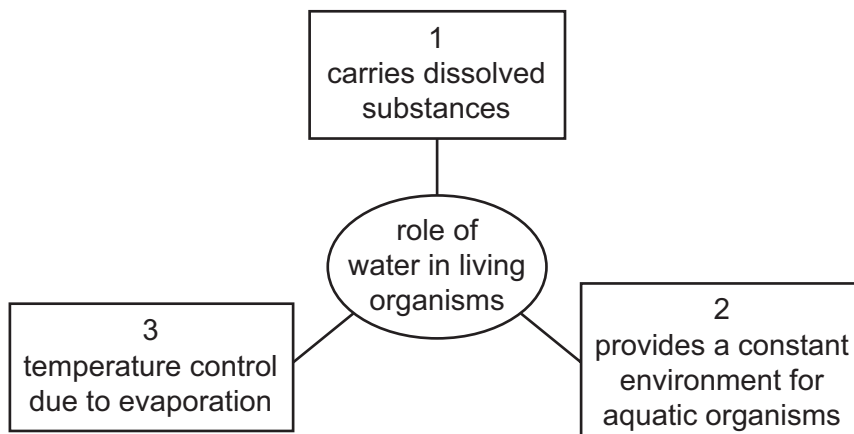 1
carries dissolved
substances
role of
water in living
organisms
3
temperature control
due to evaporation
2
provides a constant
environment for
aquatic organisms